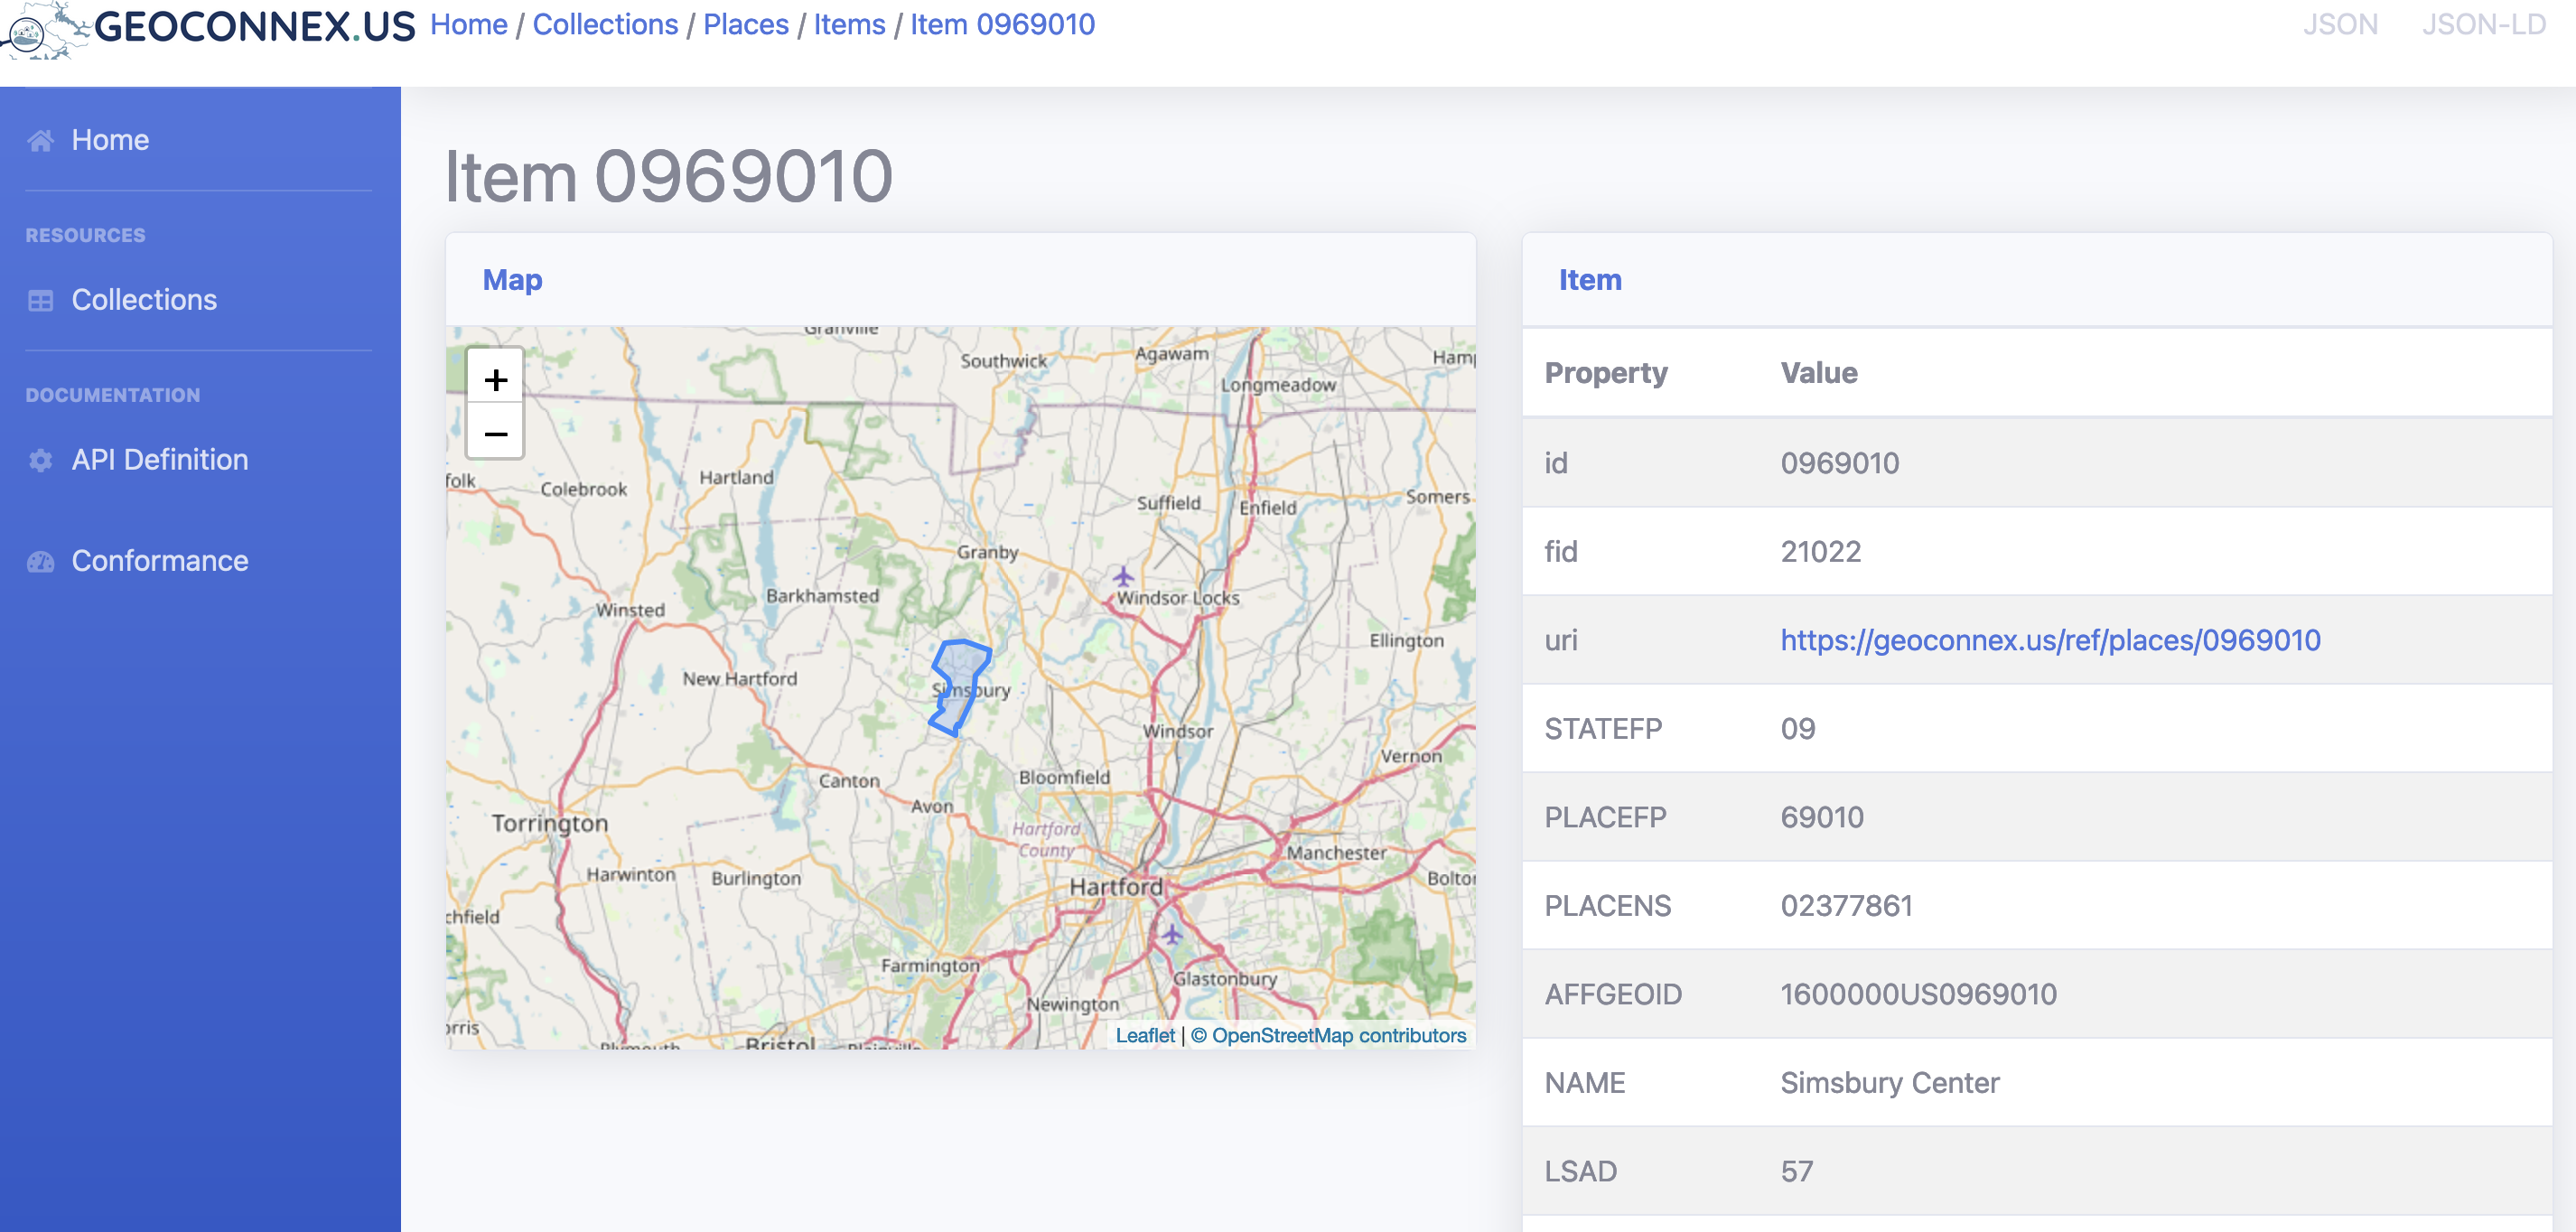 GEOCONNEX.US
Home / Collections / Places / Items / Item 0969010
JSON JSON-LD
Home
RESOURCES
Collections
DOCUMENTATION
API Definition
Conformance
Item 0969010
Map
+
−
Granville
Southwick
Agawam
Hamp
Longmeadow
folk
Colebrook
Hartland
Suffield
Enfield
Somers
Granby
Winsted
Barkhamsted
Windsor Locks
Ellington
New Hartford
Simsbury
Windsor
Vernon
Canton
Bloomfield
Avon
Torrington
Hartford
County
Manchester
Harwinton
Burlington
Hartford
Bolton
chfield
Farmington
Glastonbury
Newington
orris
Plymouth
Bristol
Plainville
Leaflet | © OpenStreetMap contributors
Item
Property Value
id 0969010
fid 21022
uri https://geoconnex.us/ref/places/0969010
STATEFP 09
PLACEFP 69010
PLACENS 02377861
AFFGEOID 1600000US0969010
NAME Simsbury Center
LSAD 57